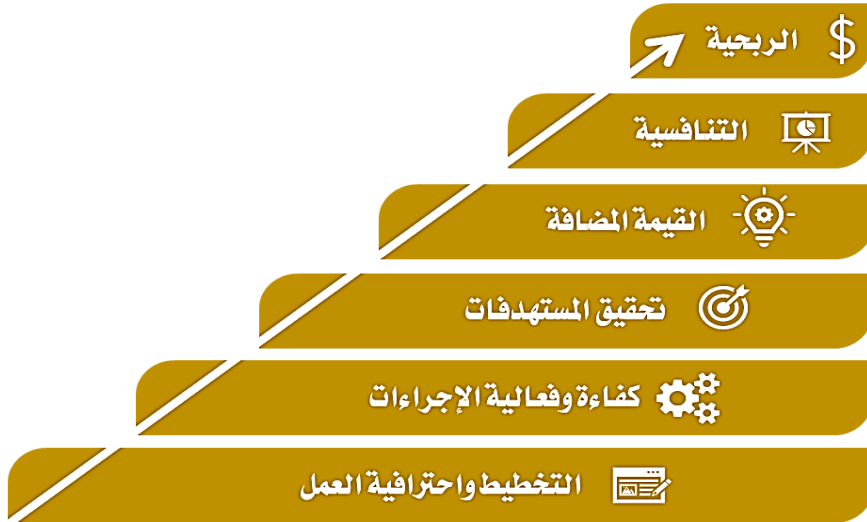 الربحية
التنافسية
القيمة المضافة
تحقيق المستهدفات
كفاءة وفعالية الإجراءات
التخطيط واحترافية العمل